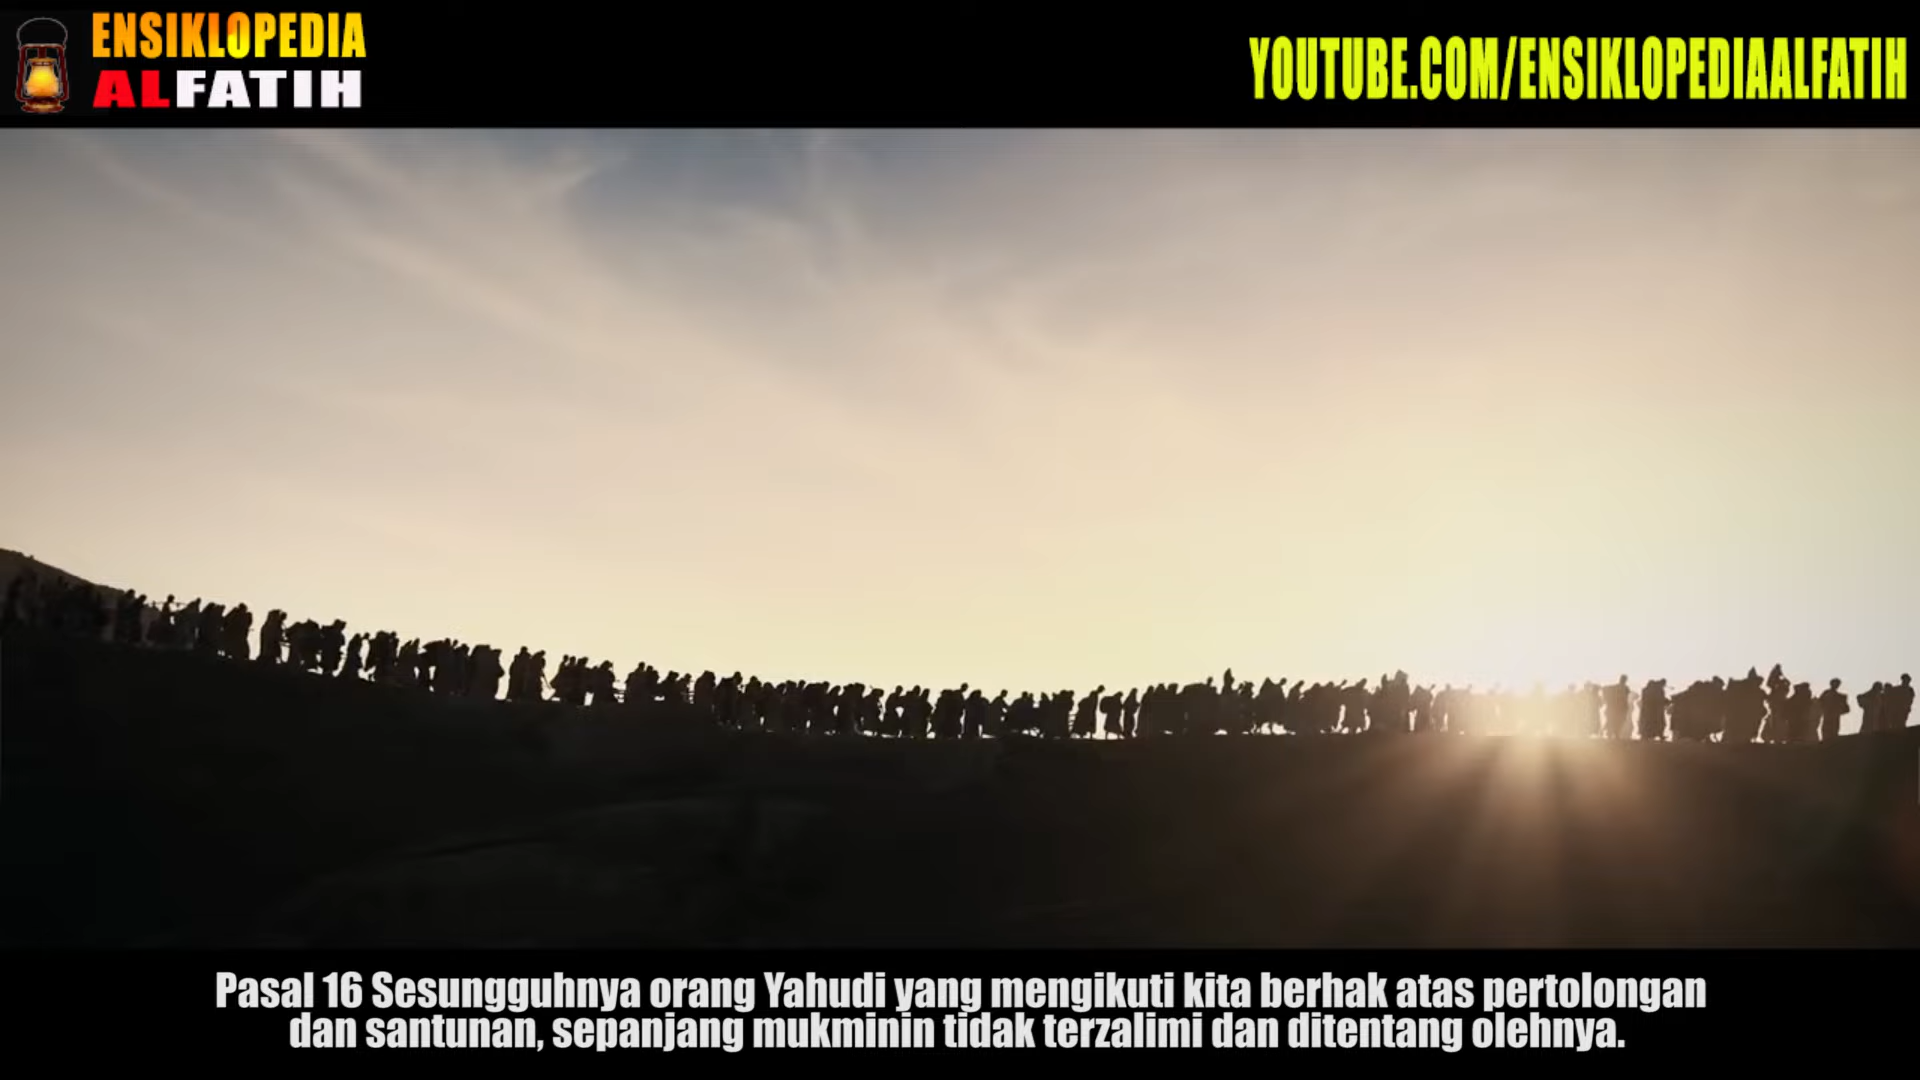 ENSIKLOPEDIA
ALFATIH
YOUTUBE.COM/ENSIKLOPEDIAALFATIH
Pasal 16 Sesungguhnya orang Yahudi yang mengikuti kita berhak atas pertolongan
dan santunan, sepanjang mukminin tidak terzalimi dan ditentang olehnya.